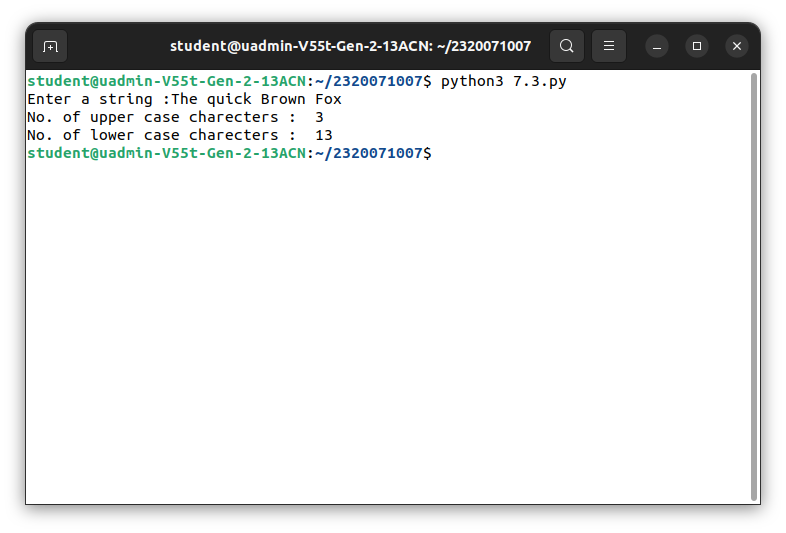 student@uadmin-V55t-Gen-2-13ACN: ~/2320071007
student@uadmin-V55t-Gen-2-13ACN:~/2320071007$ python3 7.3.py
Enter a string :The quick Brown Fox
No. of upper case charecters :  3
No. of lower case charecters :  13
student@uadmin-V55t-Gen-2-13ACN:~/2320071007$